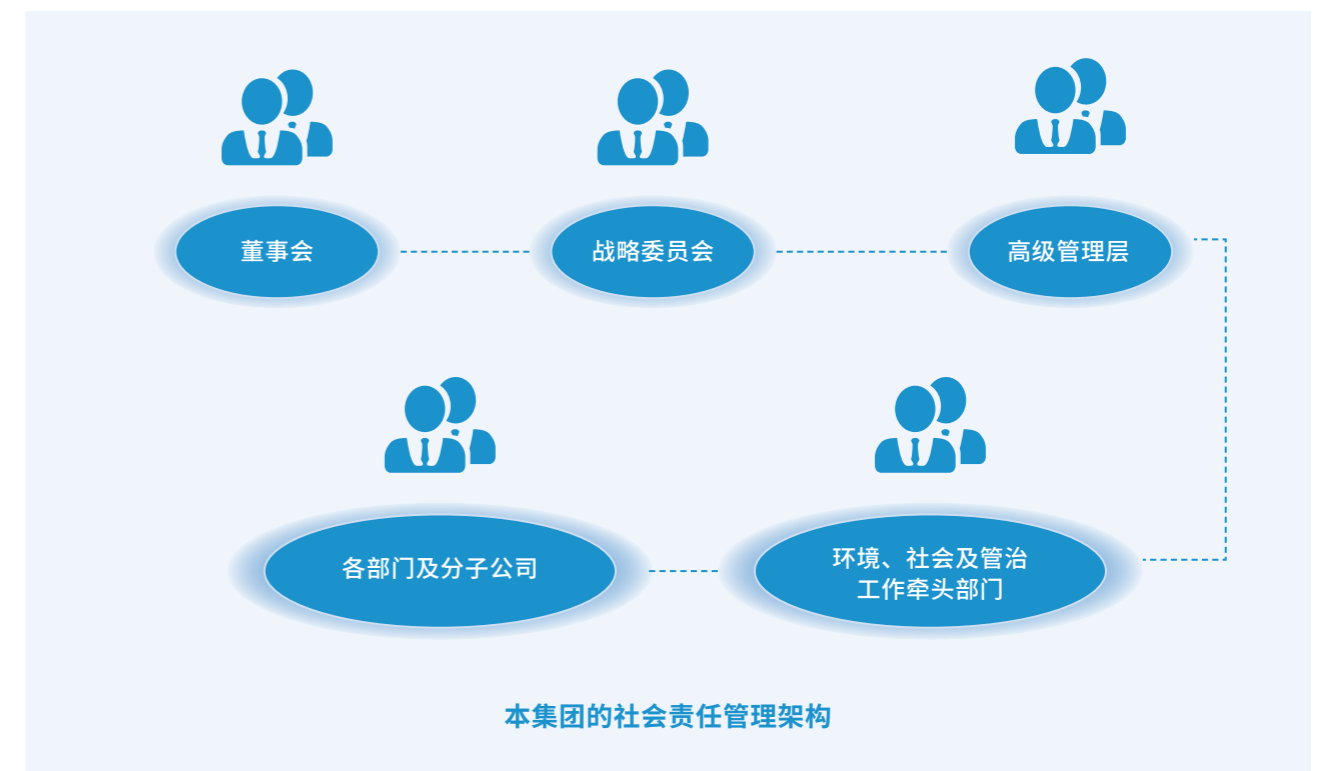 董事会
战略委员会
高级管理层
各部门及分子公司
环境、社会及管治
工作牵头部门
本集团的社会责任管理架构